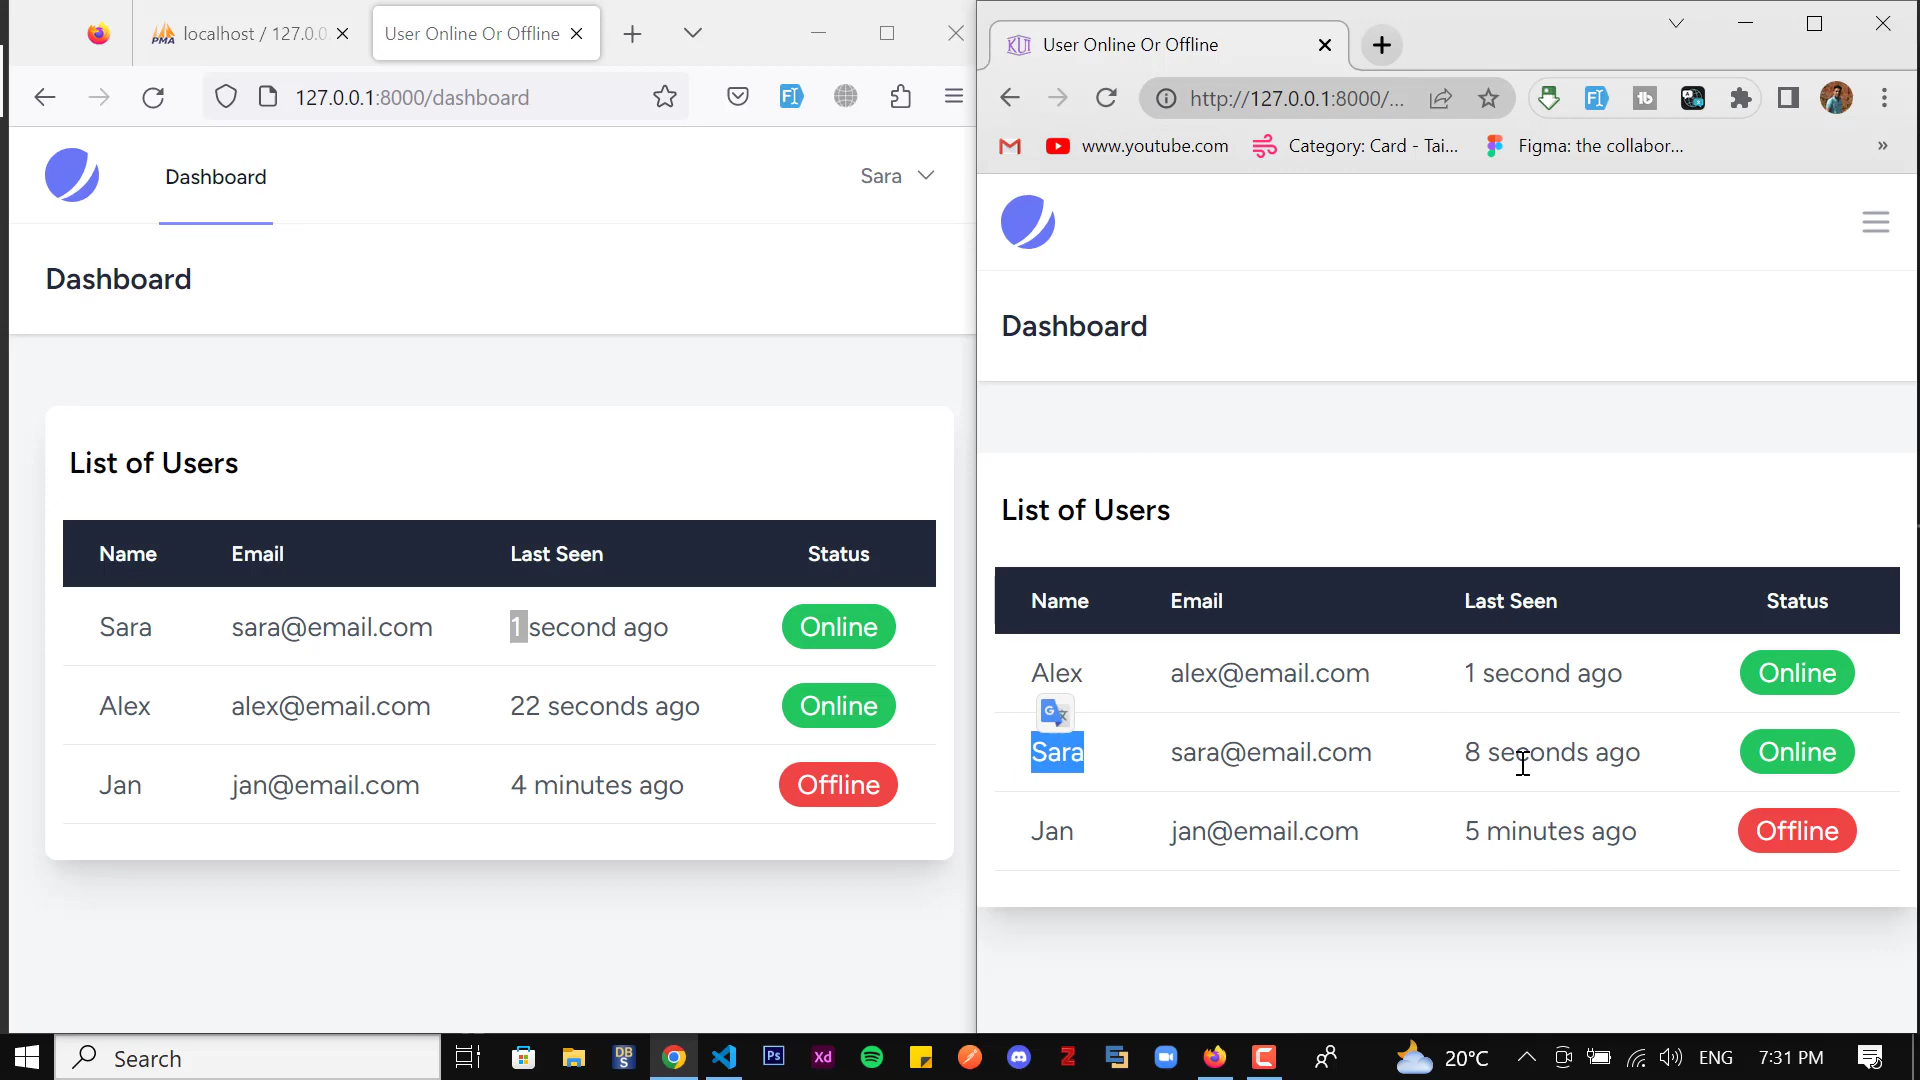 localhost / 127.0.0.
User Online Or Offline
127.0.0.1:8000/dashboard
Dashboard
Sara
Dashboard
List of Users
Name Email Last Seen Status
Sara sara@email.com 1 second ago Online
Alex alex@email.com 22 seconds ago Online
Jan jan@email.com 4 minutes ago Offline
KUI User Online Or Offline
http://127.0.0.1:8000/...
www.youtube.com Category: Card - Tai... Figma: the collabor... »
Dashboard
List of Users
Name Email Last Seen Status
Alex alex@email.com 1 second ago Online
Sara sara@email.com 8 seconds ago Online
Jan jan@email.com 5 minutes ago Offline
Search
20°C
ENG
7:31 PM